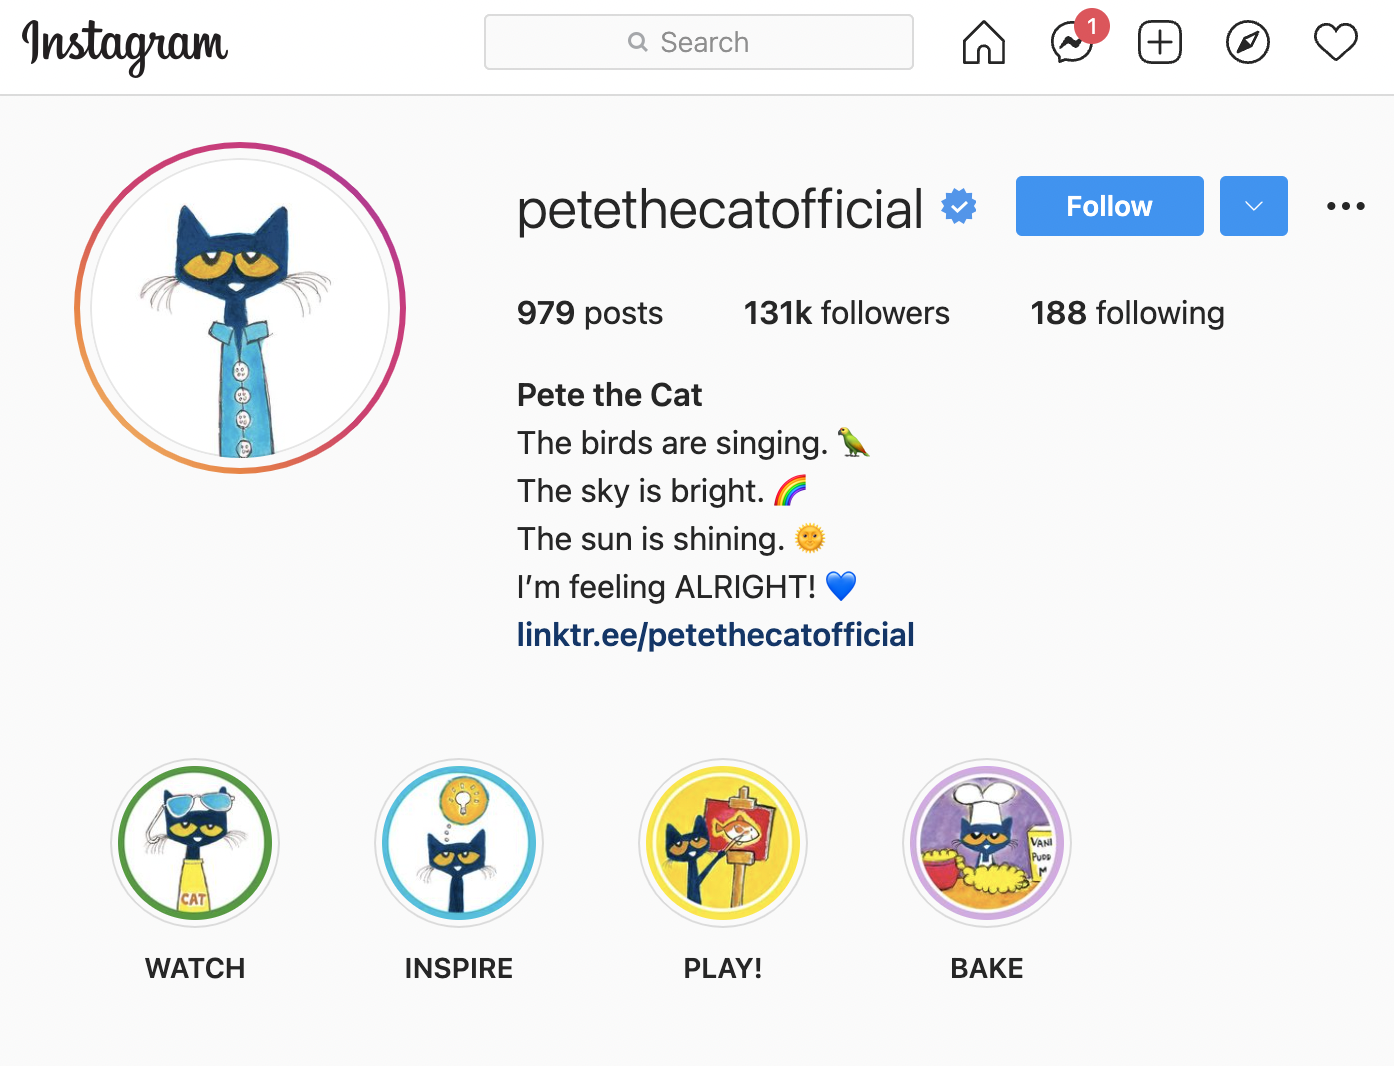 Instagram
Search
1
petethecatofficial
Follow
979 posts 131k followers 188 following
Pete the Cat
The birds are singing. 🦜
The sky is bright. 🌈
The sun is shining. 🌞
I’m feeling ALRIGHT! 💙
linktr.ee/petethecatofficial
CAT
VANI
PUDD
M
WATCH INSPIRE PLAY! BAKE